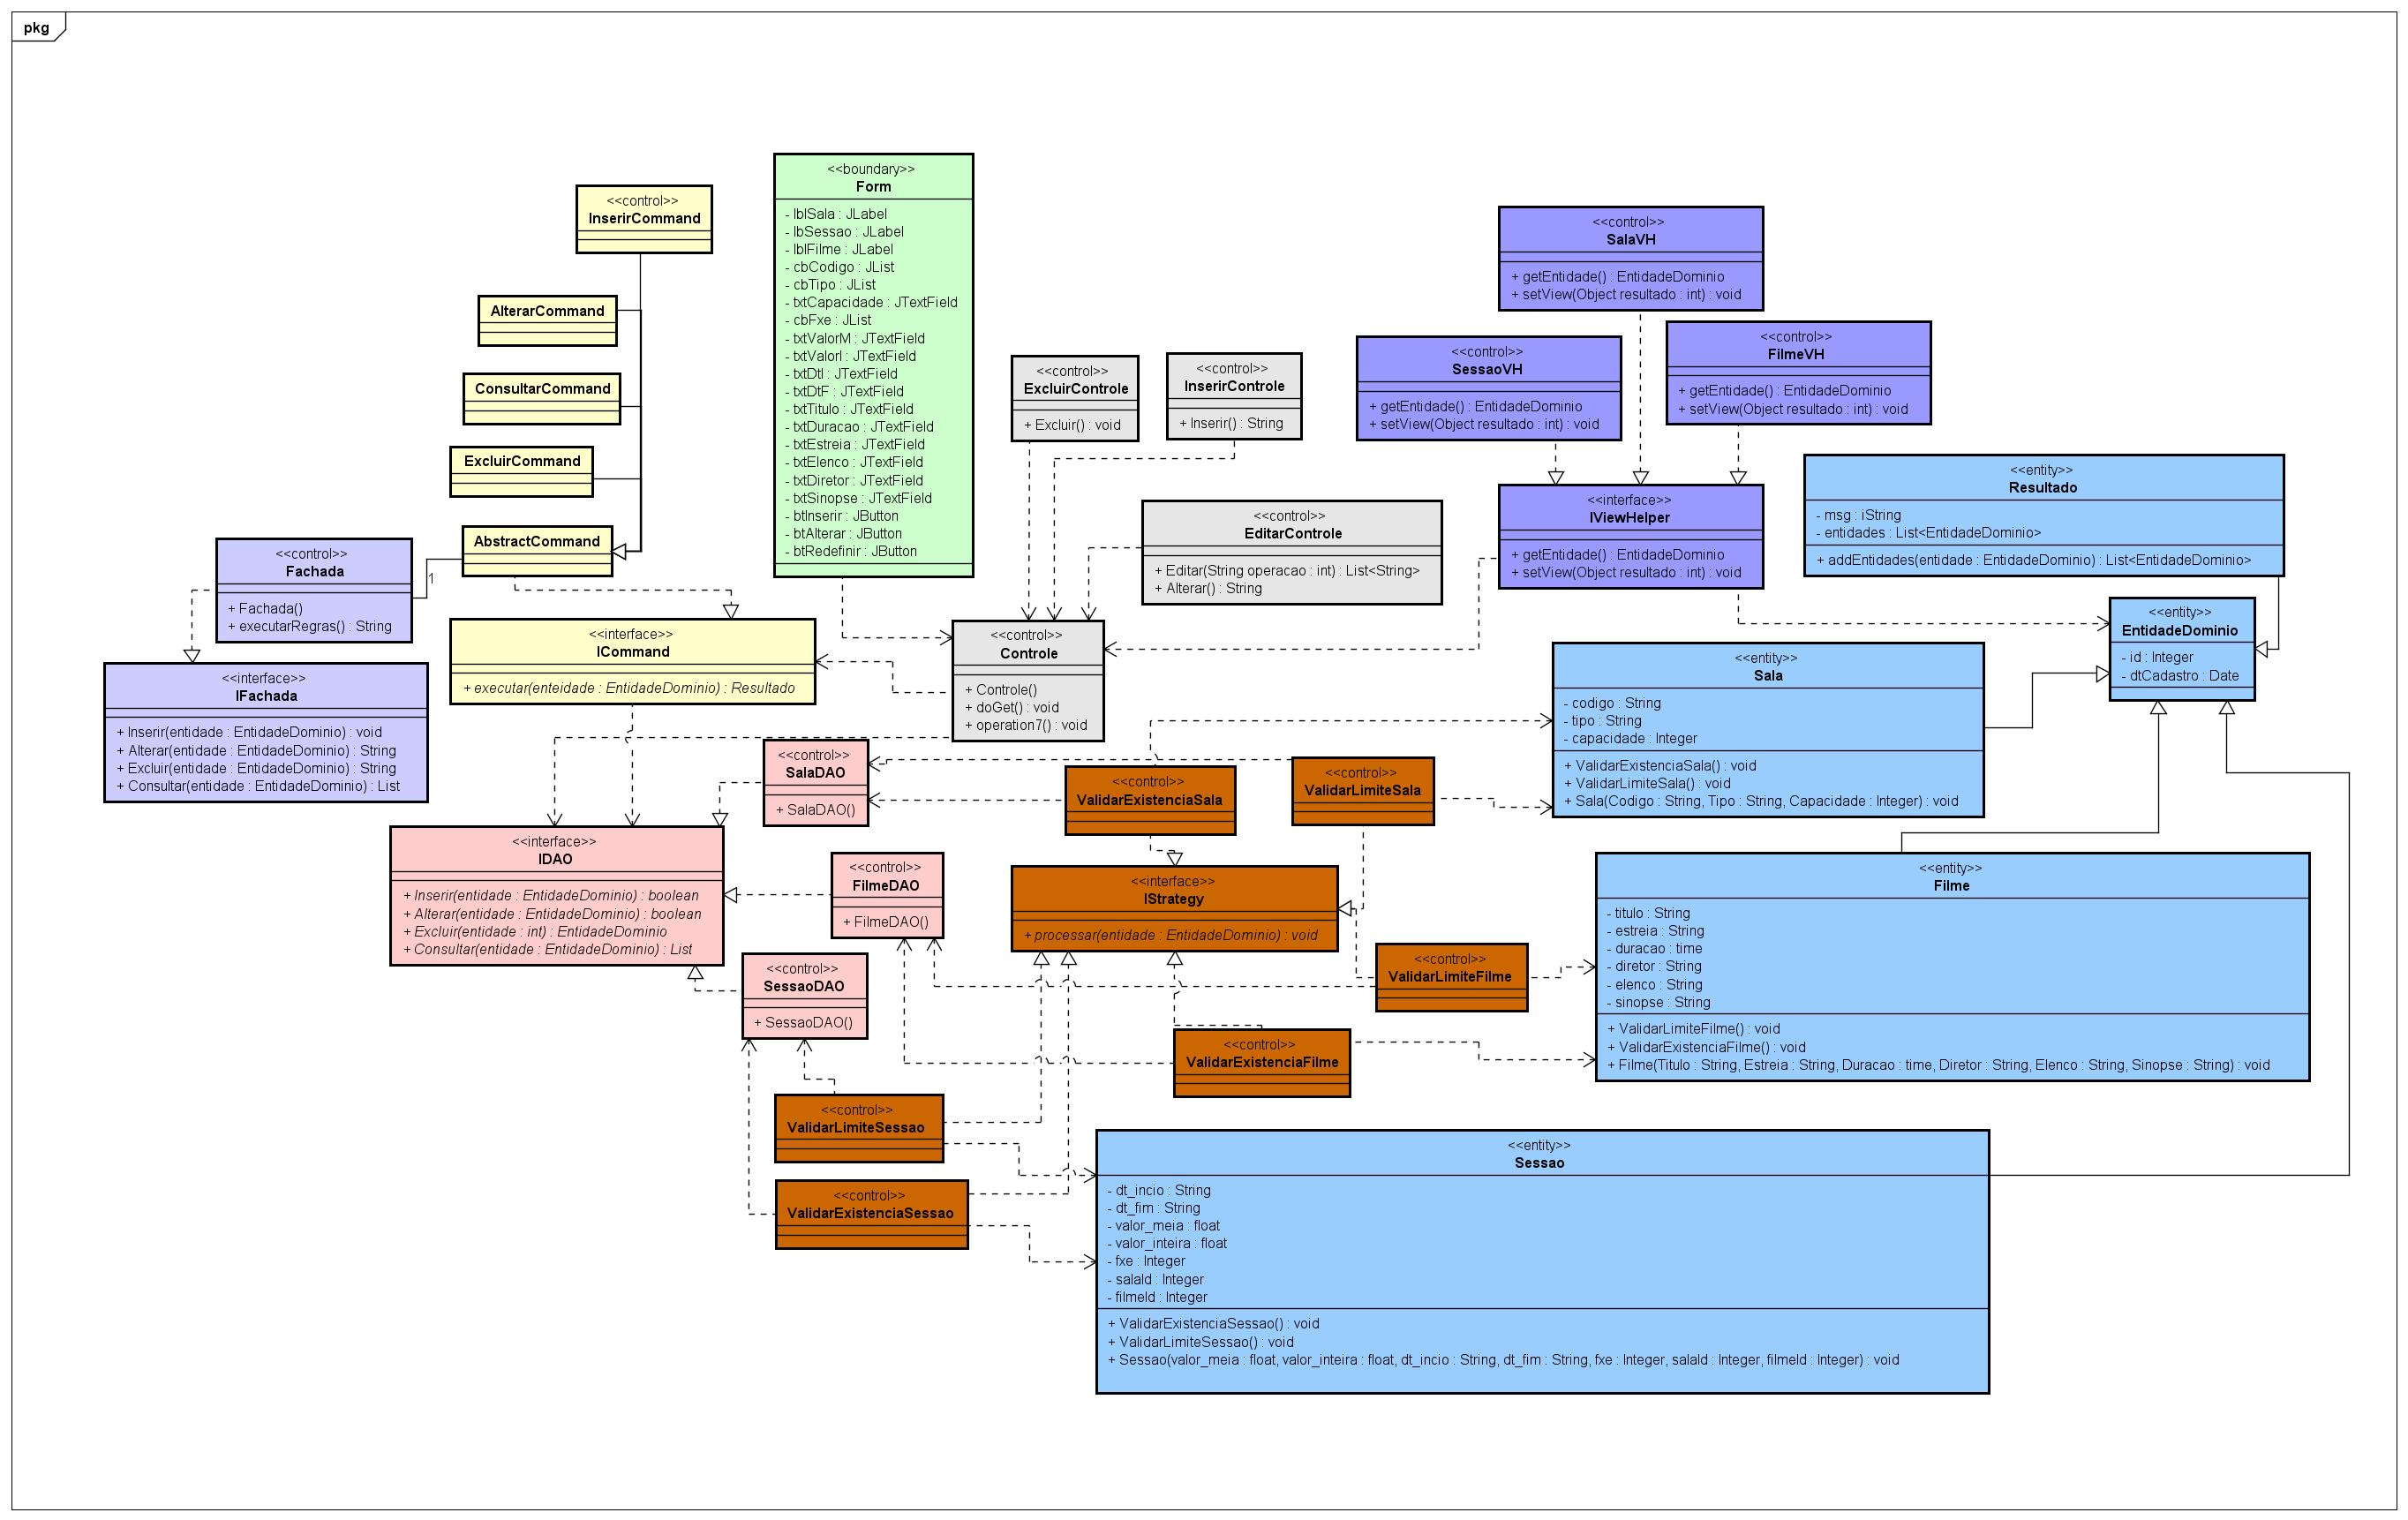 pkg
<<control>>
InserirCommand
AlterarCommand
ConsultarCommand
ExcluirCommand
AbstractCommand
1
<<control>>
Fachada
+ Fachada()
+ executarRegras() : String
<<interface>>
IFachada
+ Inserir(entidade : EntidadeDominio) : void
+ Alterar(entidade : EntidadeDominio) : String
+ Excluir(entidade : EntidadeDominio) : String
+ Consultar(entidade : EntidadeDominio) : List
<<interface>>
ICommand
+ executar(enteidade : EntidadeDominio) : Resultado
<<boundary>>
Form
- lblSala : JLabel
- lbSessao : JLabel
- lblFilme : JLabel
- cbCodigo : JList
- cbTipo : JList
- txtCapacidade : JTextField
- cbFxe : JList
- txtValorM : JTextField
- txtValorI : JTextField
- txtDtI : JTextField
- txtDtF : JTextField
- txtTitulo : JTextField
- txtDuracao : JTextField
- txtEstreia : JTextField
- txtElenco : JTextField
- txtDiretor : JTextField
- txtSinopse : JTextField
- btInserir : JButton
- btAlterar : JButton
- btRedefinir : JButton
<<control>>
ExcluirControle
+ Excluir() : void
<<control>>
InserirControle
+ Inserir() : String
<<control>>
EditarControle
+ Editar(String operacao : int) : List<String>
+ Alterar() : String
<<control>>
Controle
+ Controle()
+ doGet() : void
+ operation7() : void
<<control>>
SalaVH
+ getEntidade() : EntidadeDominio
+ setView(Object resultado : int) : void
<<control>>
SessaoVH
+ getEntidade() : EntidadeDominio
+ setView(Object resultado : int) : void
<<control>>
FilmeVH
+ getEntidade() : EntidadeDominio
+ setView(Object resultado : int) : void
<<interface>>
IViewHelper
+ getEntidade() : EntidadeDominio
+ setView(Object resultado : int) : void
<<entity>>
Resultado
- msg : iString
- entidades : List<EntidadeDominio>
+ addEntidades(entidade : EntidadeDominio) : List<EntidadeDominio>
<<entity>>
EntidadeDominio
- id : Integer
- dtCadastro : Date
<<entity>>
Sala
- codigo : String
- tipo : String
- capacidade : Integer
+ ValidarExistenciaSala() : void
+ ValidarLimiteSala() : void
+ Sala(Codigo : String, Tipo : String, Capacidade : Integer) : void
<<control>>
SalaDAO
+ SalaDAO()
<<control>>
ValidarExistenciaSala
<<control>>
ValidarLimiteSala
<<interface>>
IDAO
+ Inserir(entidade : EntidadeDominio) : boolean
+ Alterar(entidade : EntidadeDominio) : boolean
+ Excluir(entidade : int) : EntidadeDominio
+ Consultar(entidade : EntidadeDominio) : List
<<control>>
FilmeDAO
+ FilmeDAO()
<<interface>>
IStrategy
+ processar(entidade : EntidadeDominio) : void
<<entity>>
Filme
- titulo : String
- estreia : String
- duracao : time
- diretor : String
- elenco : String
- sinopse : String
+ ValidarLimiteFilme() : void
+ ValidarExistenciaFilme() : void
+ Filme(Titulo : String, Estreia : String, Duracao : time, Diretor : String, Elenco : String, Sinopse : String) : void
<<control>>
ValidarLimiteFilme
<<control>>
SessaoDAO
+ SessaoDAO()
<<control>>
ValidarExistenciaFilme
<<control>>
ValidarLimiteSessao
<<control>>
ValidarExistenciaSessao
<<entity>>
Sessao
- dt_incio : String
- dt_fim : String
- valor_meia : float
- valor_inteira : float
- fxe : Integer
- salaId : Integer
- filmeId : Integer
+ ValidarExistenciaSessao() : void
+ ValidarLimiteSessao() : void
+ Sessao(valor_meia : float, valor_inteira : float, dt_incio : String, dt_fim : String, fxe : Integer, salaId : Integer, filmeId : Integer) : void